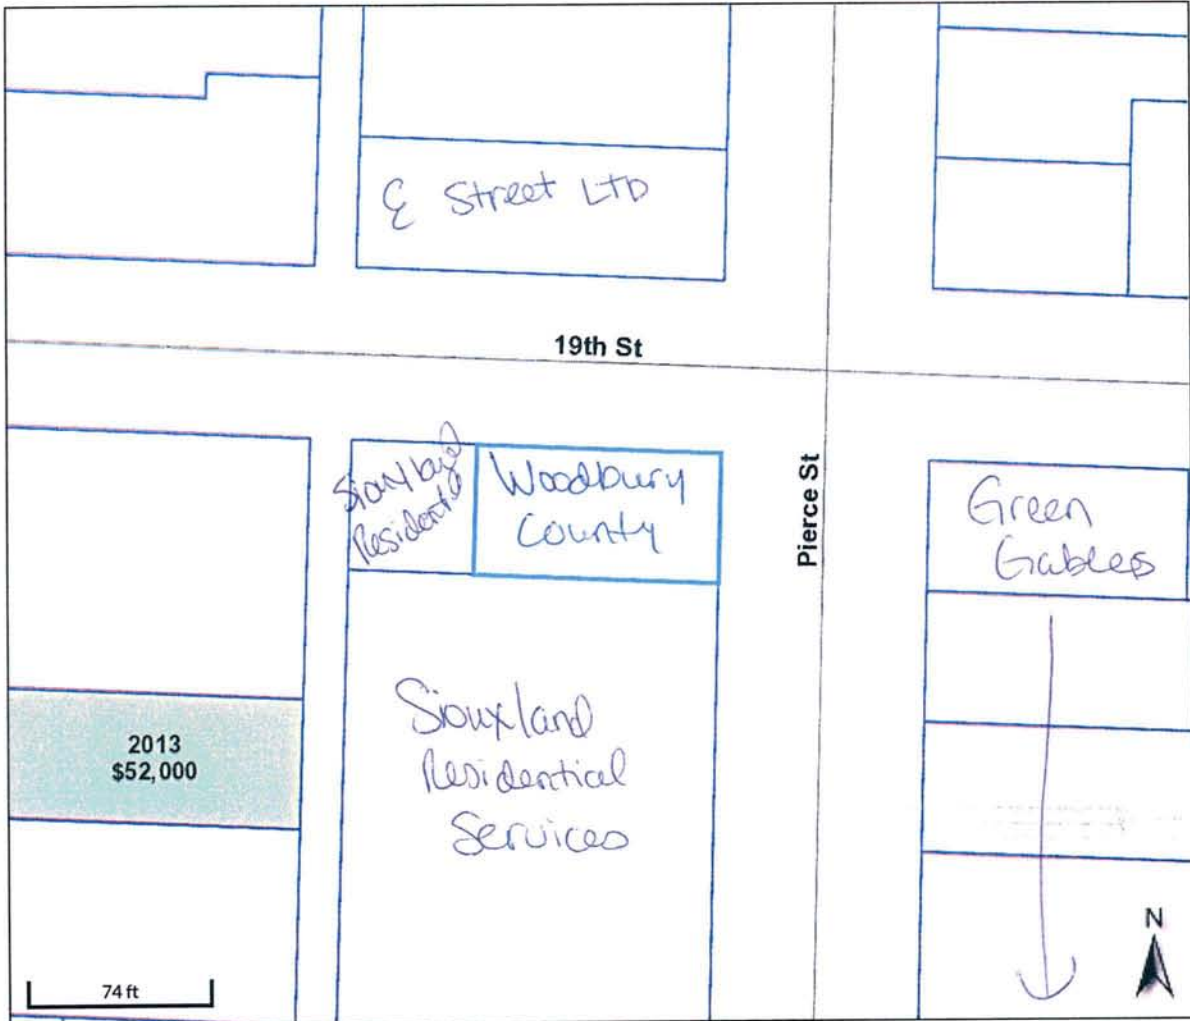 E Street LTD
19th St
Siouxland
Residential
Woodbury
County
Pierce St
Green
Gables
Siouxland
Residential
Services
2013
$52,000
N
74 ft